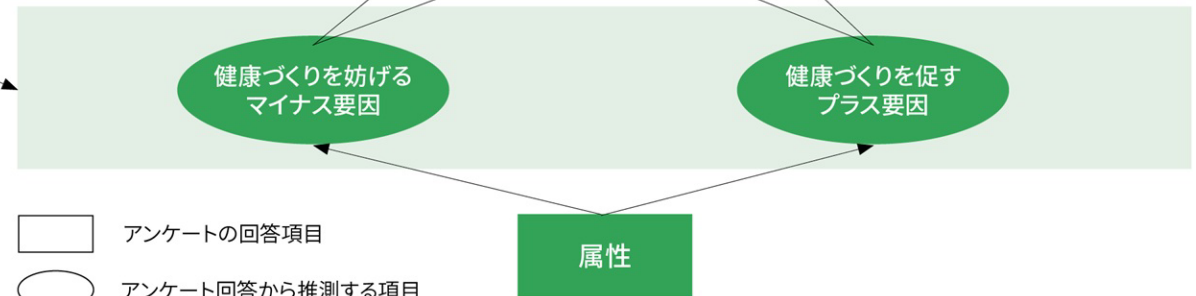 健康づくりを妨げる
マイナス要因
健康づくりを促す
プラス要因
属性
アンケートの回答項目
アンケート回答から推測する項目